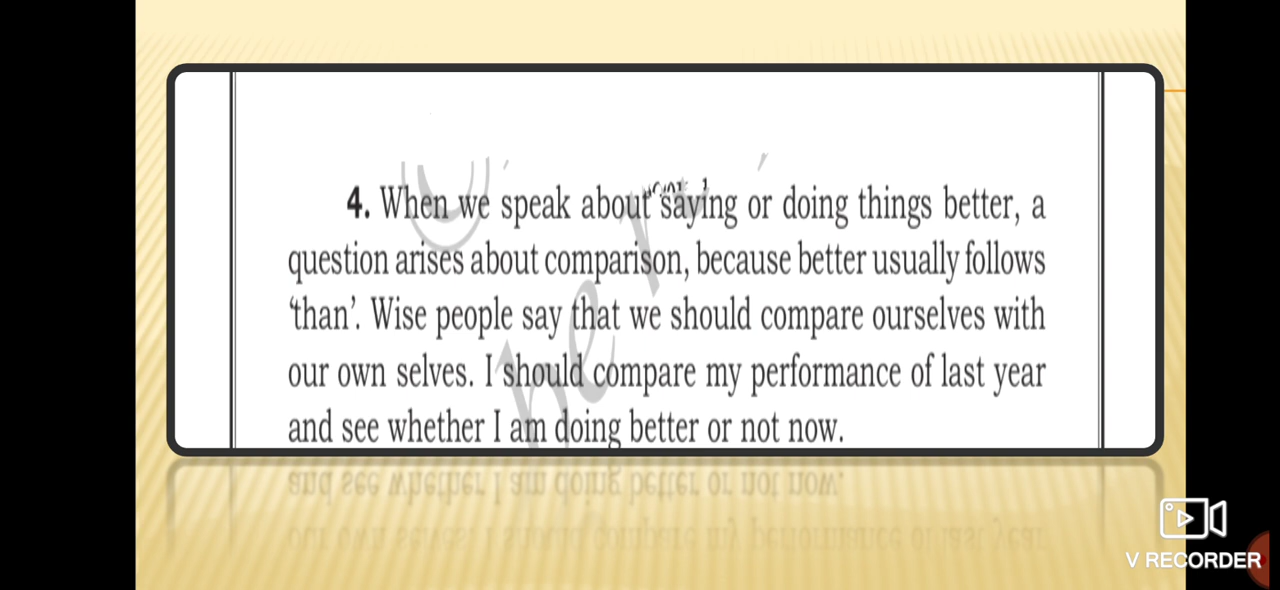 4. When we speak about saying or doing things better, a
question arises about comparison, because better usually follows
‘than’. Wise people say that we should compare ourselves with
our own selves. I should compare my performance of last year
and see whether I am doing better or not now.
V RECORDER